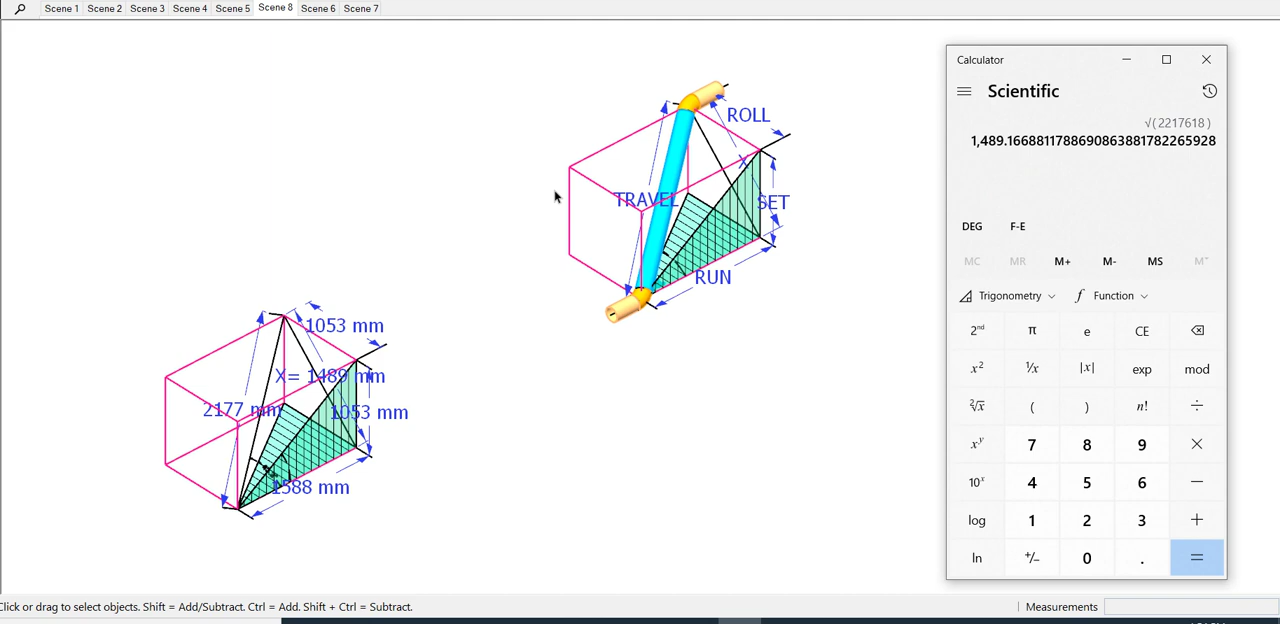 Scene 1 Scene 2 Scene 3 Scene 4 Scene 5 Scene 8 Scene 6 Scene 7
Calculator
Scientific
√(2217618)
1,489.1668811788690863881782265928
DEG F-E
MC MR M+ M- MS M˅
Trigonometry Function
2ⁿᵈ π e CE
x² ¹/x |x| exp mod
²√x ( ) n! ÷
xʸ 7 8 9 ×
10ˣ 4 5 6 −
log 1 2 3 +
ln +/− 0 . =
ROLL
X
TRAVEL
SET
RUN
1053 mm
X= 1489 mm
2177 mm
1053 mm
1588 mm
Click or drag to select objects. Shift = Add/Subtract. Ctrl = Add. Shift + Ctrl = Subtract.
Measurements